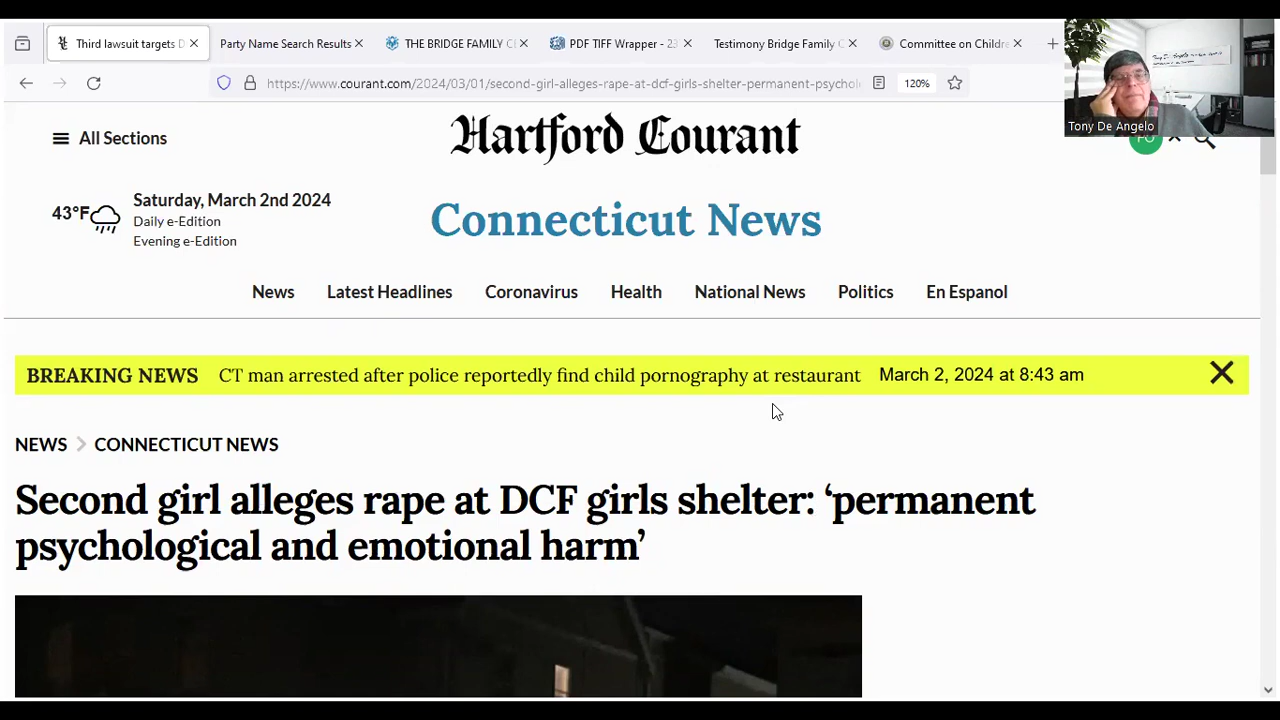 Third lawsuit targets D
Party Name Search Results
THE BRIDGE FAMILY C
PDF TIFF Wrapper - 23
Testimony Bridge Family
Committee on Ch
https://www.courant.com/2
/03/01/second-girl-alleges-rape-at-dcf-girls-shelter-permanent-psychol
120%
Tony De Angelo
All Sections
Hartford Courant
43°F
Saturday, March 2nd 2024
Daily e-Edition
Evening e-Edition
Connecticut News
News
Latest Headlines
Coronavirus
Health
National News
Politics
En Espanol
BREAKING NEWS CT man arrested after police reportedly find child pornography at restaurant March 2, 2024 at 8:43 am
NEWS > CONNECTICUT NEWS
Second girl alleges rape at DCF girls shelter: ‘permanent
psychological and emotional harm’